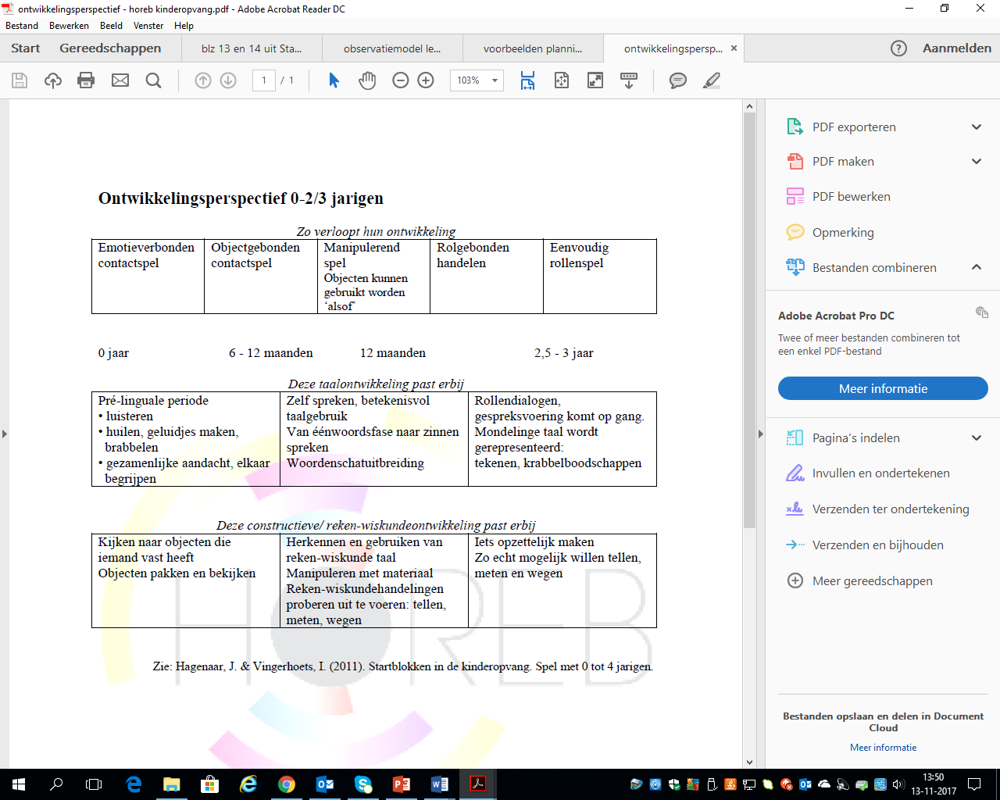 ontwikkelingsperspectief - horeb kinderopvang.pdf - Adobe Acrobat Reader DC
Bestand Bewerken Beeld Venster Help
Start Gereedschappen blz 13 en 14 uit Sta... observatiemodel le... voorbeelden planni... ontwikkelingspersp... × Aanmelden
1 / 1 103%
Ontwikkelingsperspectief 0-2/3 jarigen
Zo verloopt hun ontwikkeling
Emotieverbonden
contactspel
Objectgebonden
contactspel
Manipulerend
spel
Objecten kunnen
gebruikt worden
‘alsof’
Rolgebonden
handelen
Eenvoudig
rollenspel
0 jaar 6 - 12 maanden 12 maanden 2,5 - 3 jaar
Deze taalontwikkeling past erbij
Pré-linguale periode
• luisteren
• huilen, geluidjes maken,
brabbelen
• gezamenlijke aandacht, elkaar
begrijpen
Zelf spreken, betekenisvol
taalgebruik
Van éénwoordsfase naar zinnen
spreken
Woordenschatuitbreiding
Rollendialogen,
gespreksvoering komt op gang.
Mondelinge taal wordt
gerepresenteerd:
tekenen, krabbelboodschappen
Deze constructieve/ reken-wiskundeontwikkeling past erbij
Kijken naar objecten die
iemand vast heeft
Objecten pakken en bekijken
Herkennen en gebruiken van
reken-wiskunde taal
Manipuleren met materiaal
Reken-wiskundehandelingen
proberen uit te voeren: tellen,
meten, wegen
Iets opzettelijk maken
Zo echt mogelijk willen tellen,
meten en wegen
HOREB
Zie: Hagenaar, J. & Vingerhoets, I. (2011). Startblokken in de kinderopvang. Spel met 0 tot 4 jarigen.
PDF exporteren
PDF maken
PDF bewerken
Opmerking
Bestanden combineren
Adobe Acrobat Pro DC
Twee of meer bestanden combineren tot
een enkel PDF-bestand
Meer informatie
Pagina's indelen
Invullen en ondertekenen
Verzenden ter ondertekening
Verzenden en bijhouden
Meer gereedschappen
Bestanden opslaan en delen in Document
Cloud
Meer informatie
13:50
13-11-2017